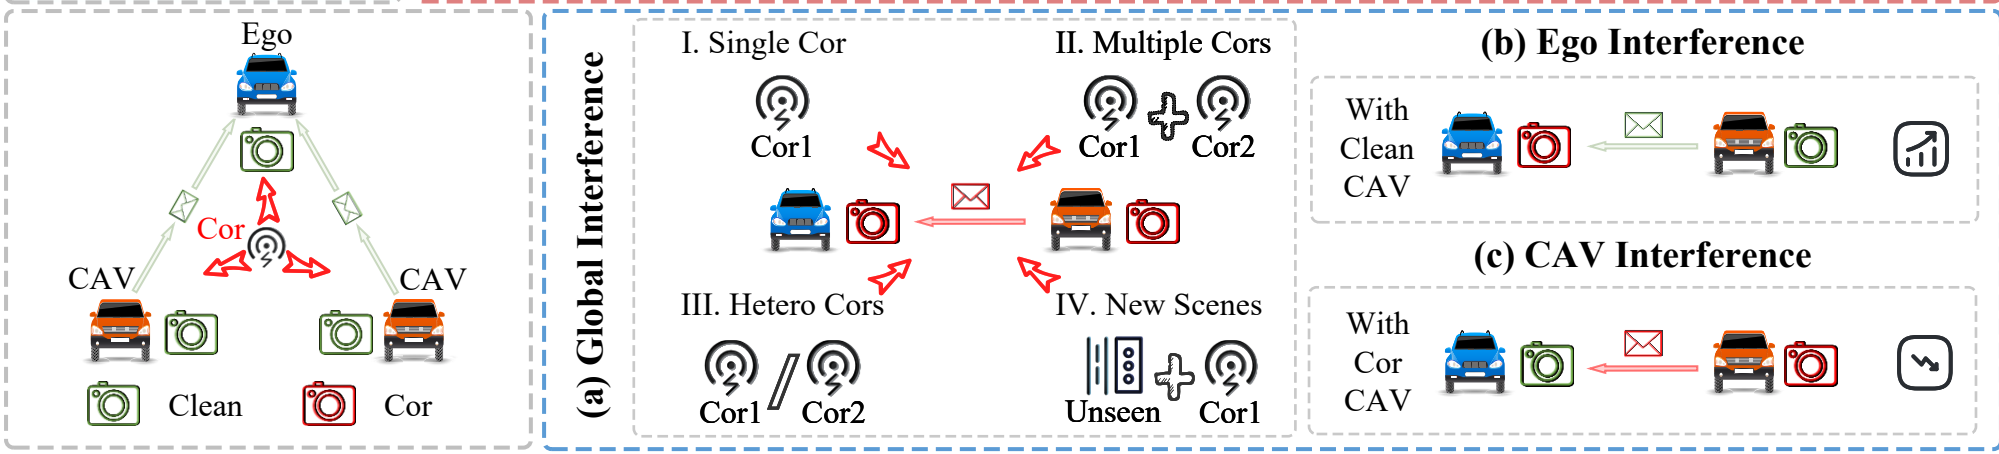 Ego
Cor
CAV
CAV
Clean
Cor
(a) Global Interference
I. Single Cor
Cor1
II. Multiple Cors
Cor1
Cor2
III. Hetero Cors
Cor1
Cor2
IV. New Scenes
Unseen
Cor1
(b) Ego Interference
With
Clean
CAV
(c) CAV Interference
With
Cor
CAV